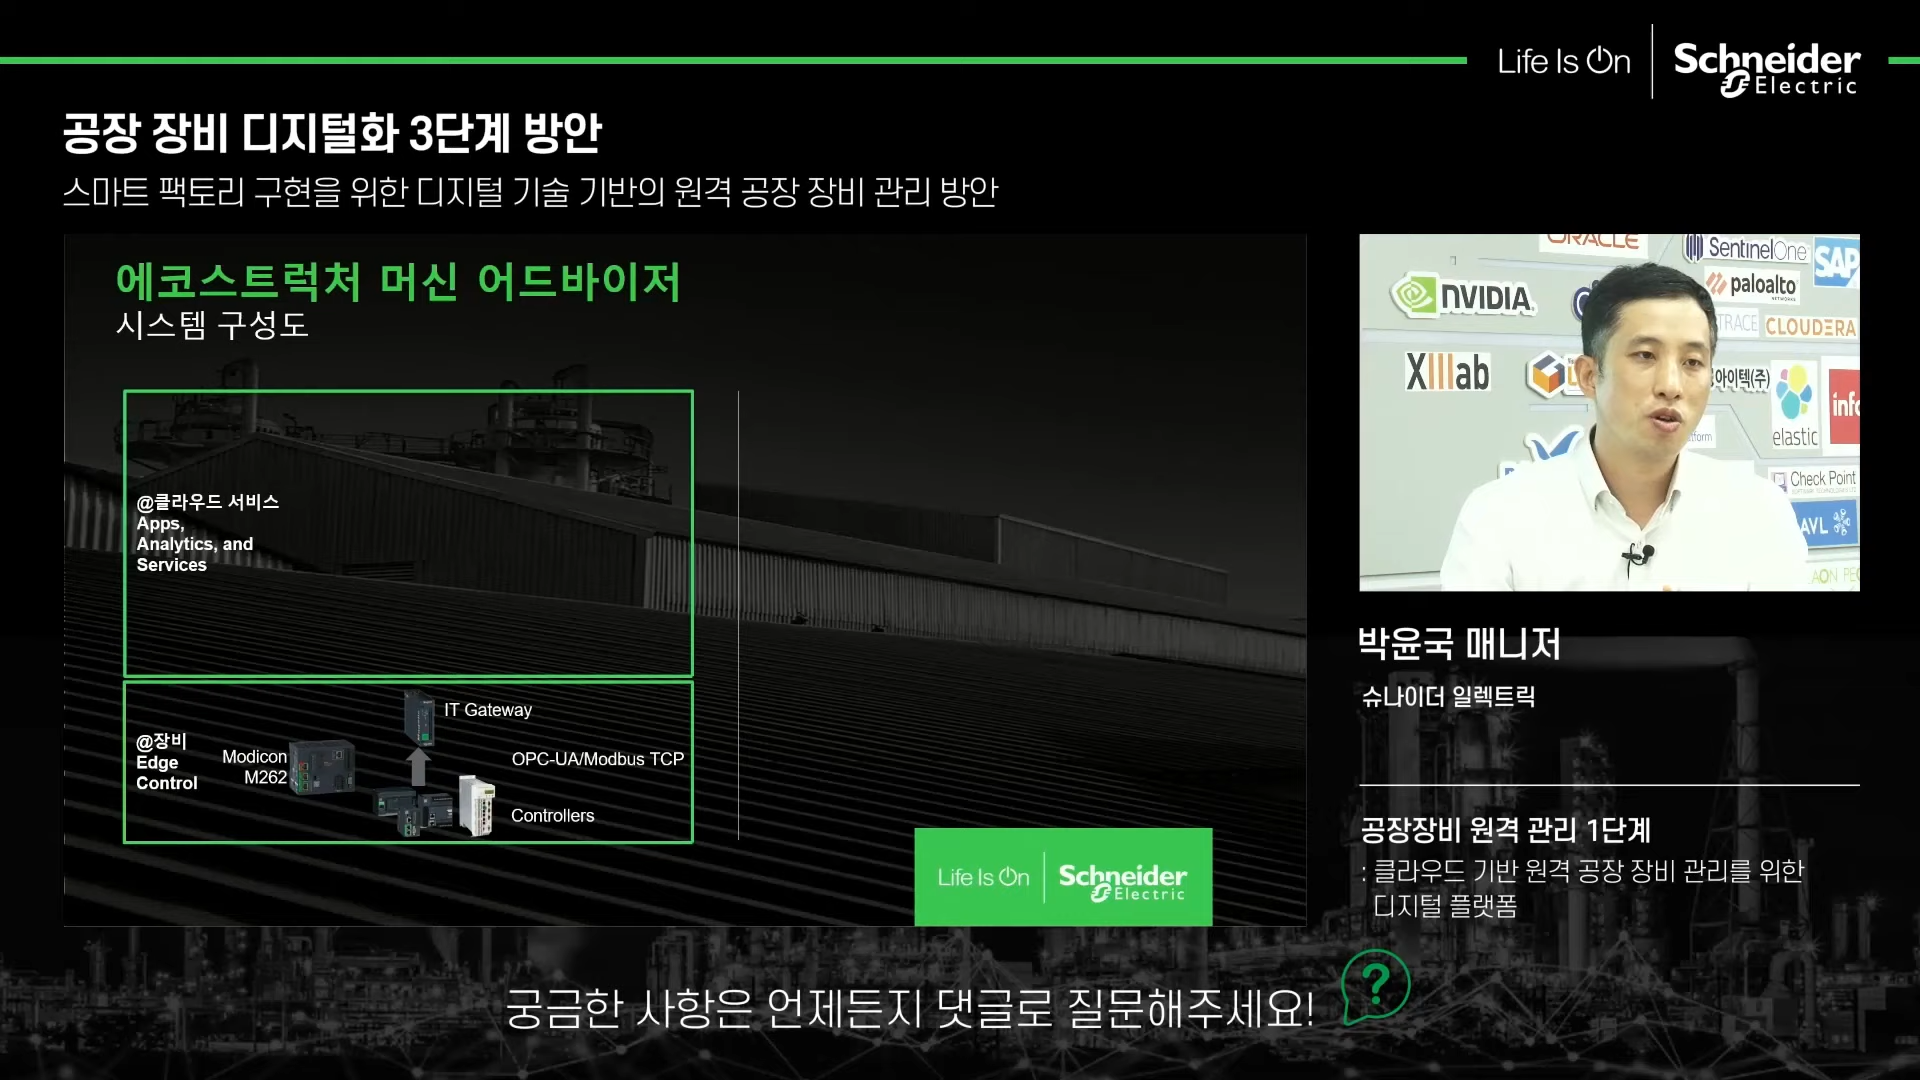 Life Is On
Schneider
Electric
공장 장비 디지털화 3단계 방안
스마트 팩토리 구현을 위한 디지털 기술 기반의 원격 공장 장비 관리 방안
에코스트럭처 머신 어드바이저
시스템 구성도
@클라우드 서비스
Apps,
Analytics, and
Services
IT Gateway
@장비
Edge
Control
Modicon
M262
OPC-UA/Modbus TCP
Controllers
Life Is On
Schneider
Electric
ORACLE
SentinelOne
SAP
NVIDIA
paloalto
NETWORKS
TRACE
CLOUDERA
XIIIab
아이텍(주)
elastic
info
form
Check Point
AVL
박윤국 매니저
슈나이더 일렉트릭
공장장비 원격 관리 1단계
: 클라우드 기반 원격 공장 장비 관리를 위한
디지털 플랫폼
궁금한 사항은 언제든지 댓글로 질문해주세요!
?